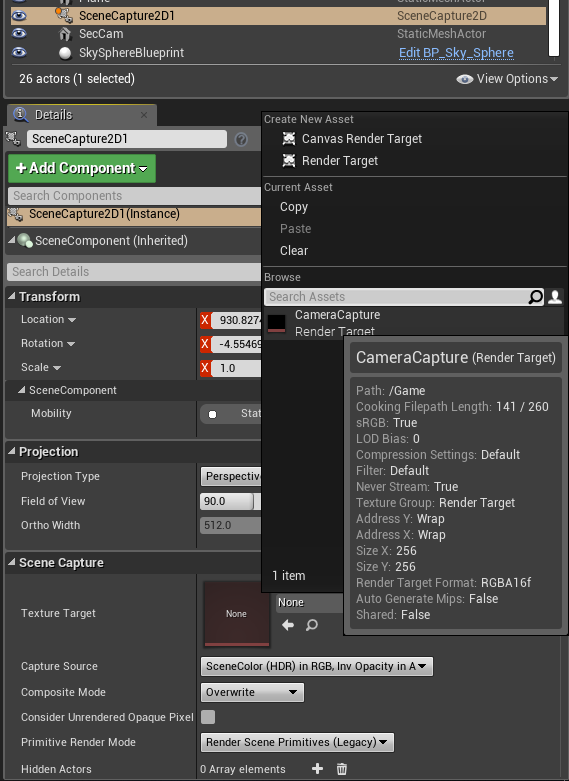 Plane StaticMeshActor
SceneCapture2D1 SceneCapture2D
SecCam StaticMeshActor
SkySphereBlueprint Edit BP_Sky_Sphere
26 actors (1 selected) View Options
Details
SceneCapture2D1
+Add Component
Search Components
SceneCapture2D1(Instance)
SceneComponent (Inherited)
Search Details
Transform
Location X 930.8274
Rotation X -4.55469
Scale X 1.0
SceneComponent
Mobility Stat
Projection
Projection Type Perspective
Field of View 90.0
Ortho Width 512.0
Scene Capture
Texture Target None None
Capture Source SceneColor (HDR) in RGB, Inv Opacity in A
Composite Mode Overwrite
Consider Unrendered Opaque Pixel
Primitive Render Mode Render Scene Primitives (Legacy)
Hidden Actors 0 Array elements
Create New Asset
Canvas Render Target
Render Target
Current Asset
Copy
Paste
Clear
Browse
Search Assets
CameraCapture
Render Target
1 item
CameraCapture (Render Target)
Path: /Game
Cooking Filepath Length: 141 / 260
sRGB: True
LOD Bias: 0
Compression Settings: Default
Filter: Default
Never Stream: True
Texture Group: Render Target
Address Y: Wrap
Address X: Wrap
Size X: 256
Size Y: 256
Render Target Format: RGBA16f
Auto Generate Mips: False
Shared: False